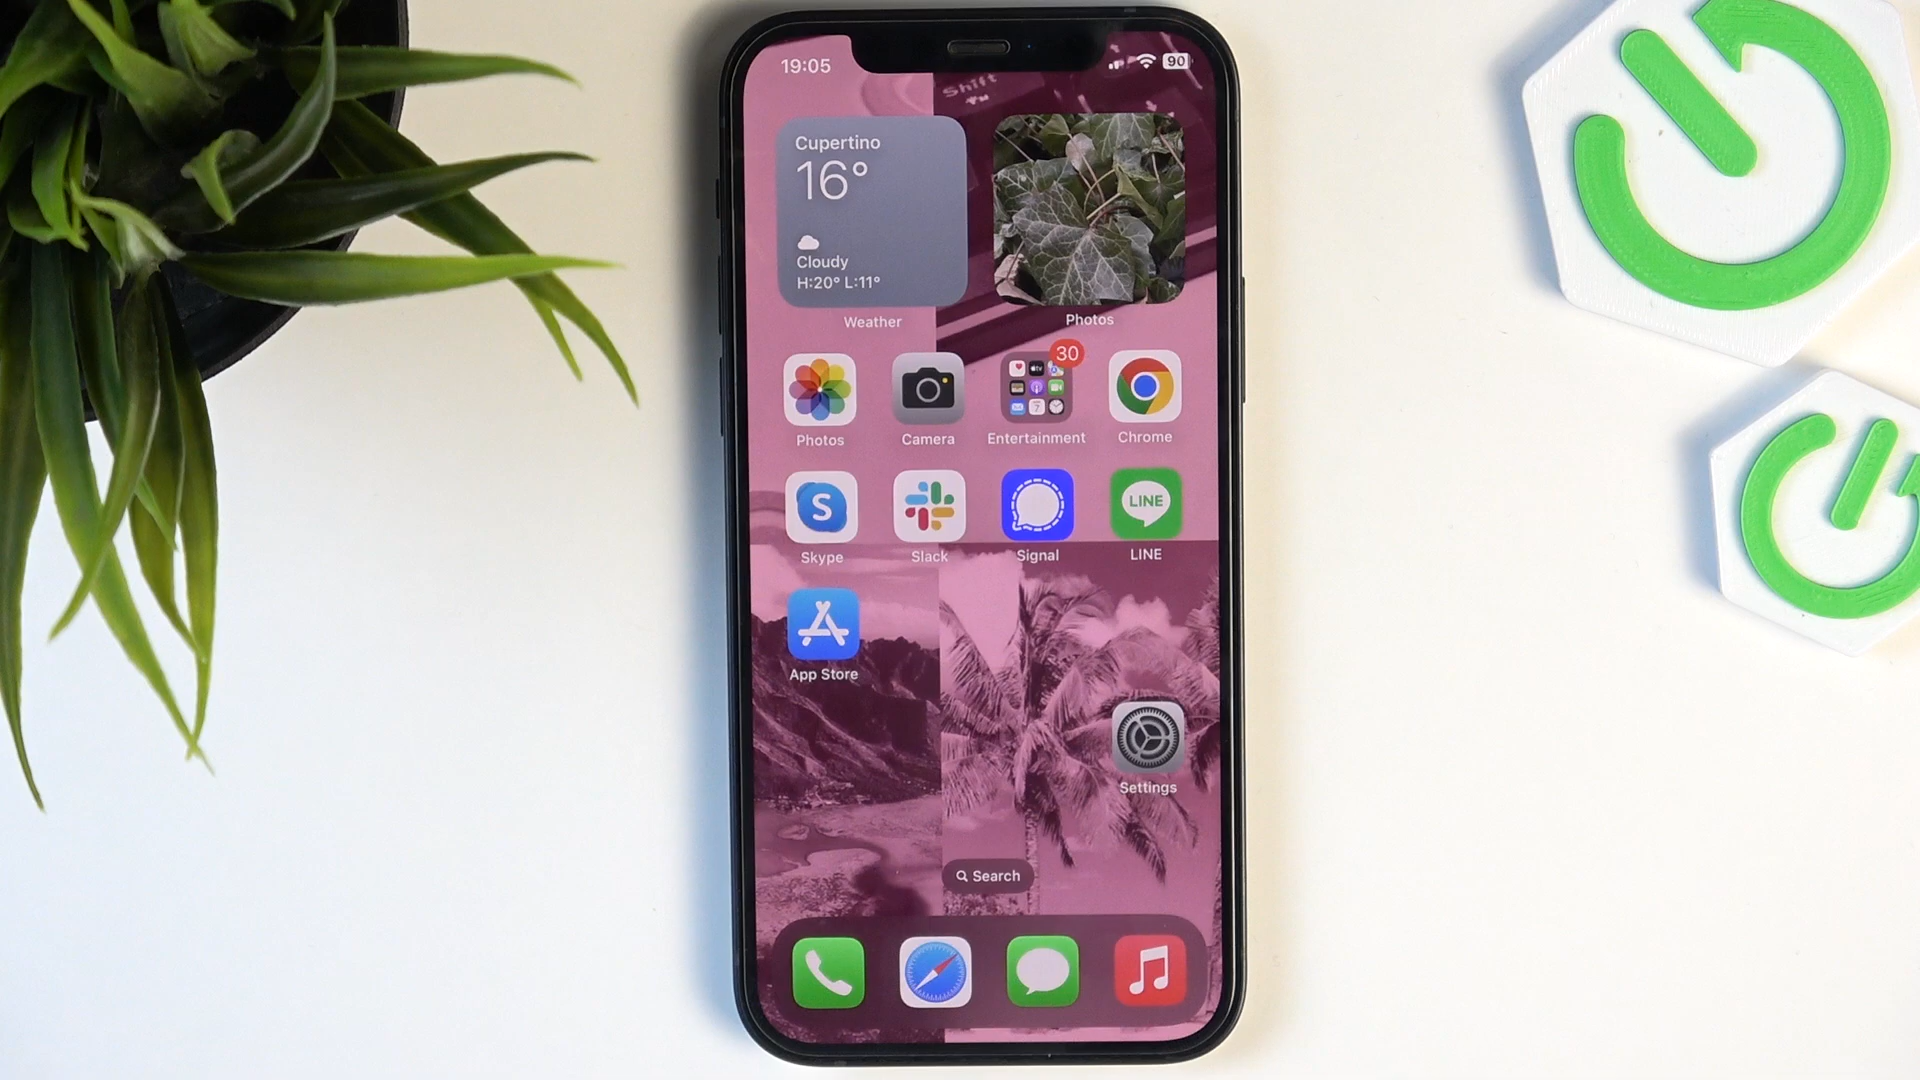 19:05
90
Shift
Cupertino
16°
Cloudy
H:20° L:11°
Weather
Photos
30
Photos
Camera
Entertainment
Chrome
S
LINE
Skype
Slack
Signal
LINE
App Store
Settings
Search